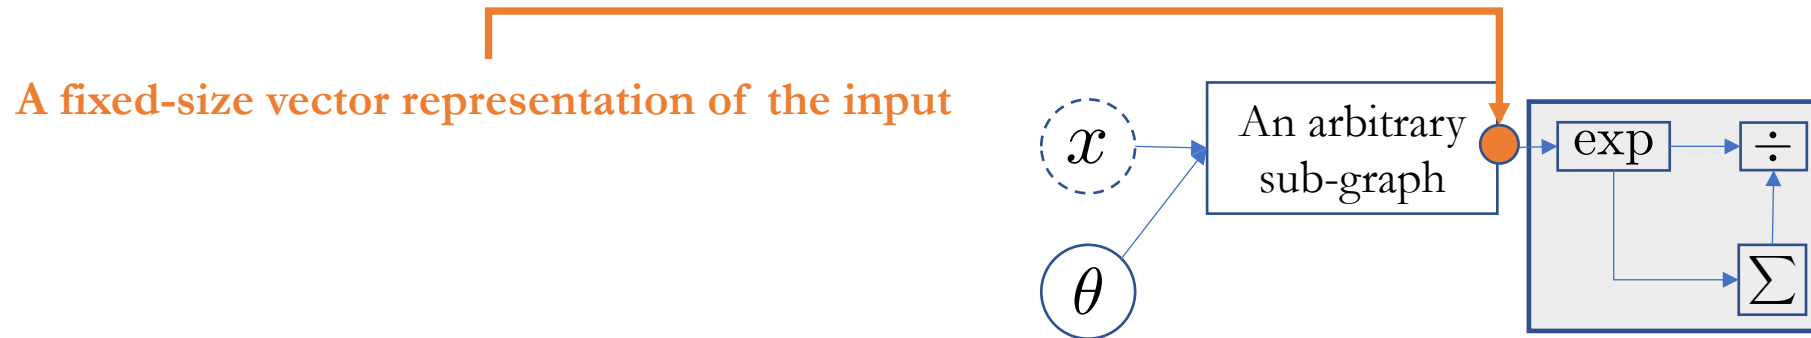 A fixed-size vector representation of the input
x
An arbitrary
sub-graph
exp
÷
θ
∑